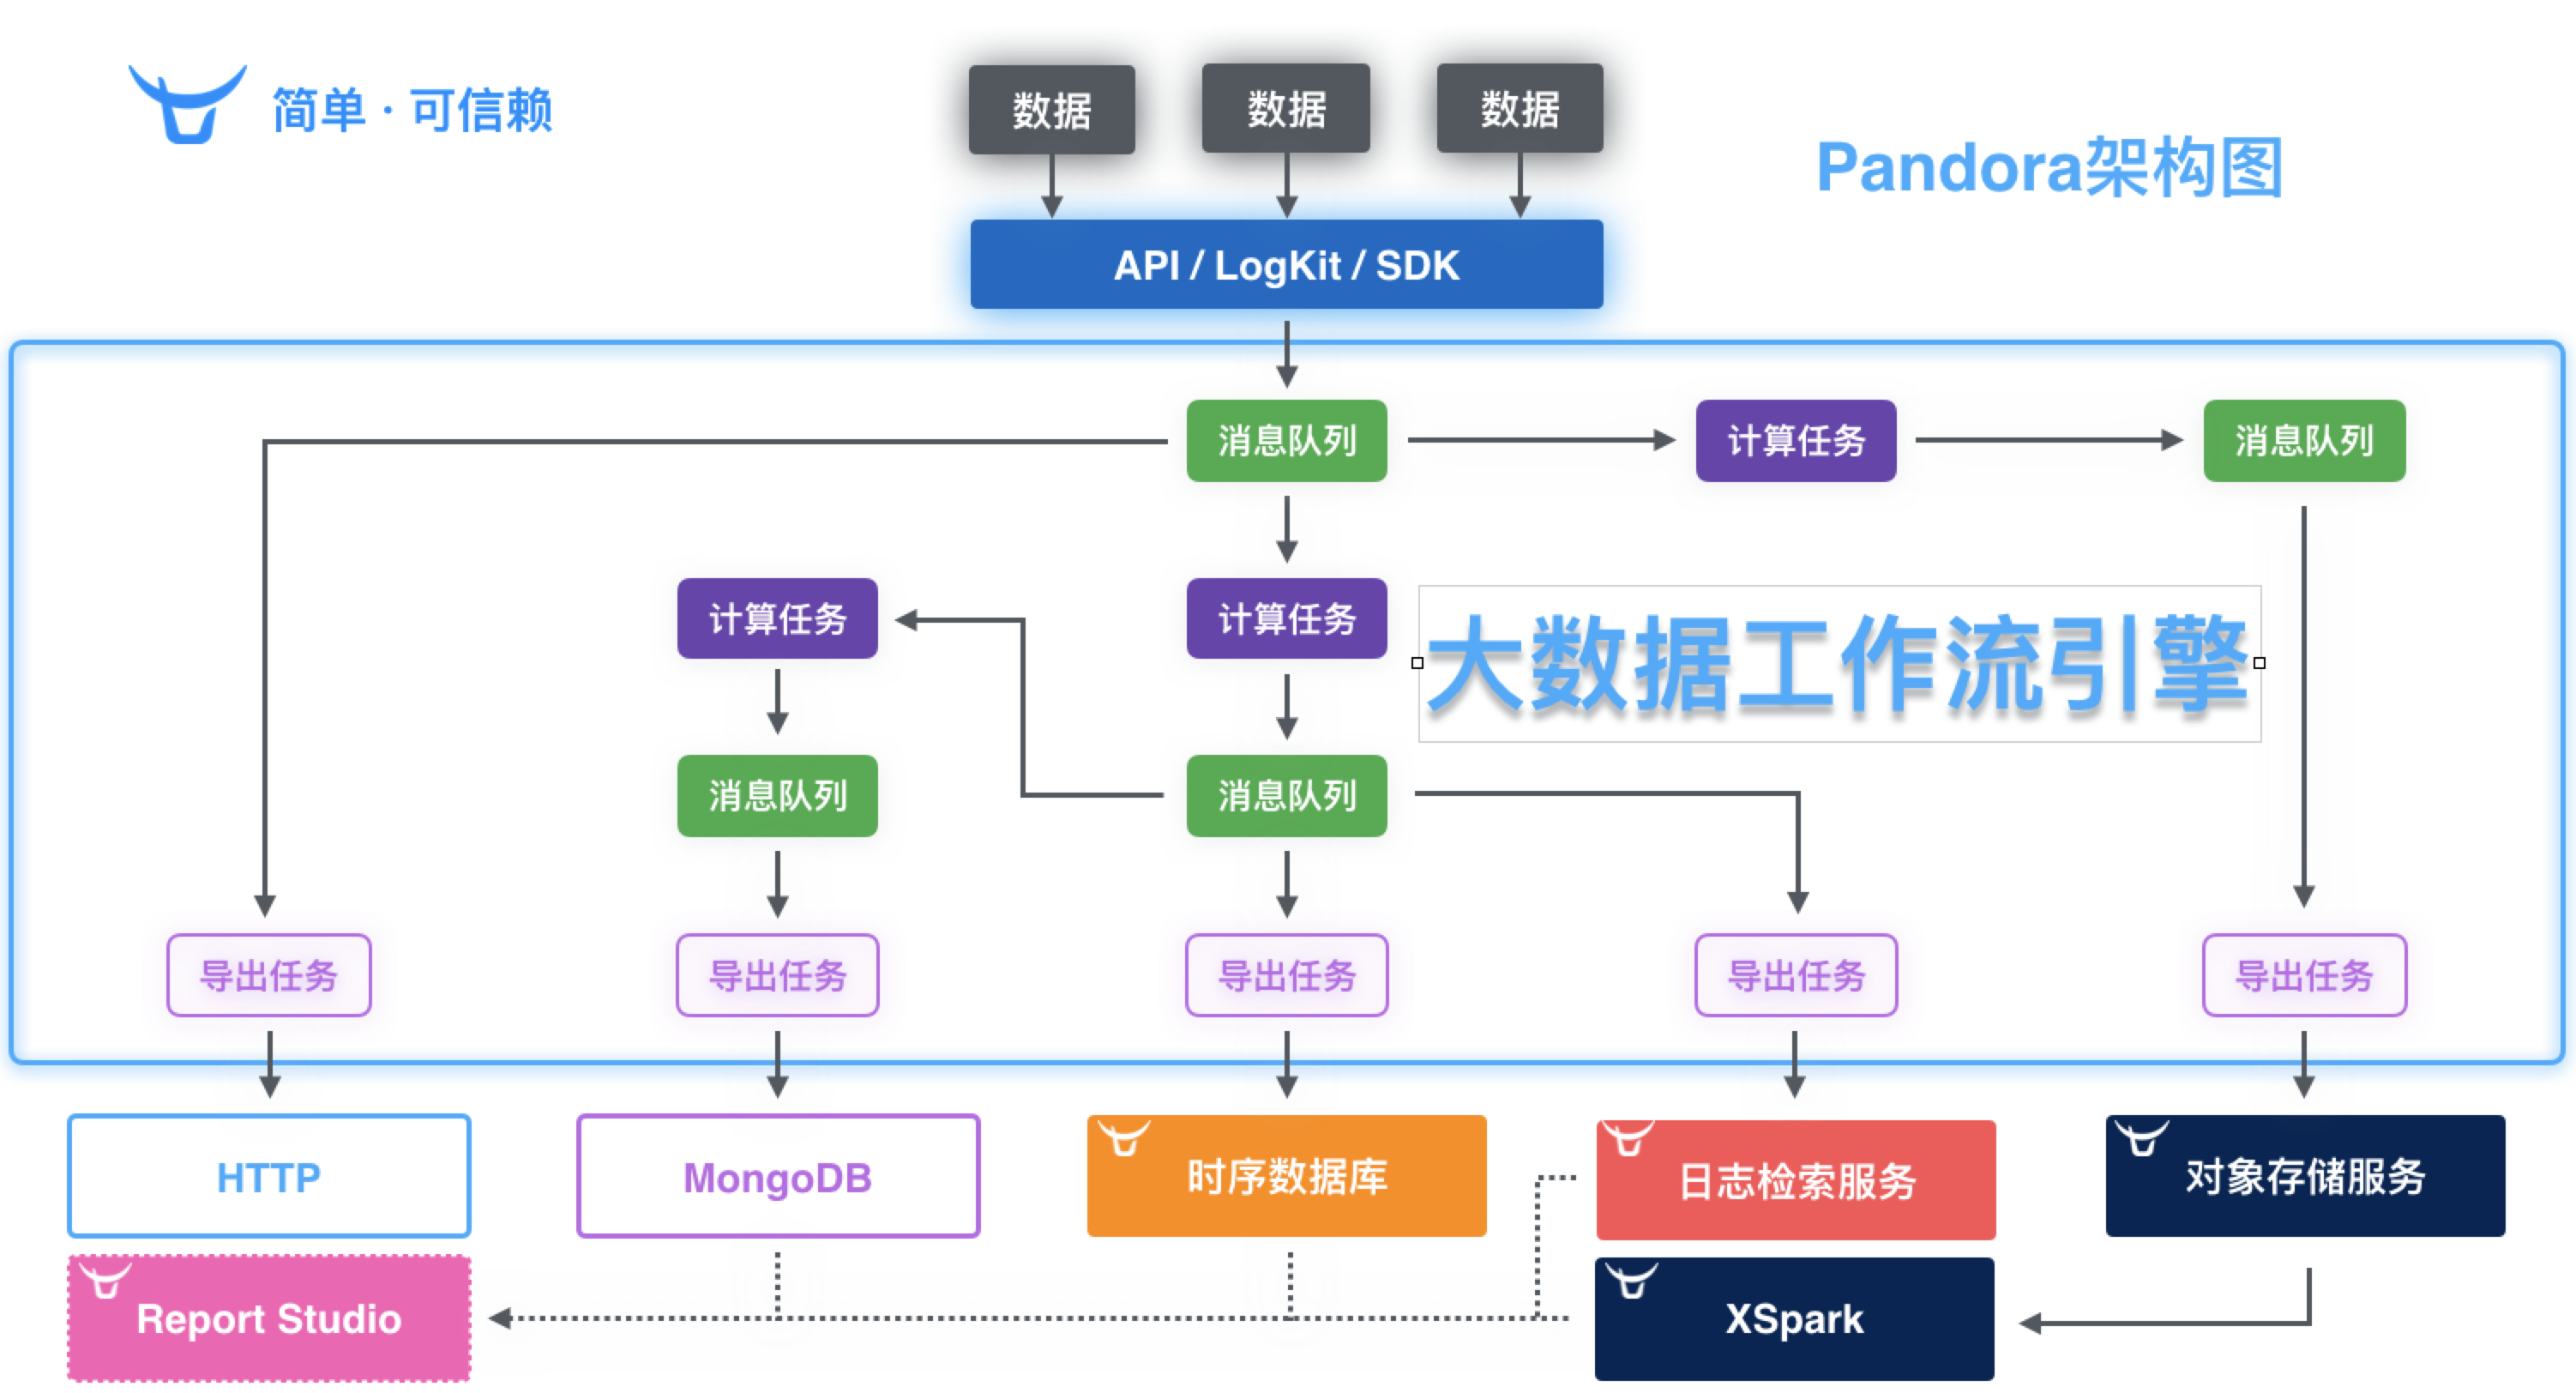 简单 · 可信赖
数据
数据
数据
Pandora架构图
API / LogKit / SDK
消息队列
计算任务
消息队列
计算任务
计算任务
大数据工作流引擎
消息队列
消息队列
导出任务
导出任务
导出任务
导出任务
导出任务
HTTP
MongoDB
时序数据库
日志检索服务
对象存储服务
Report Studio
XSpark